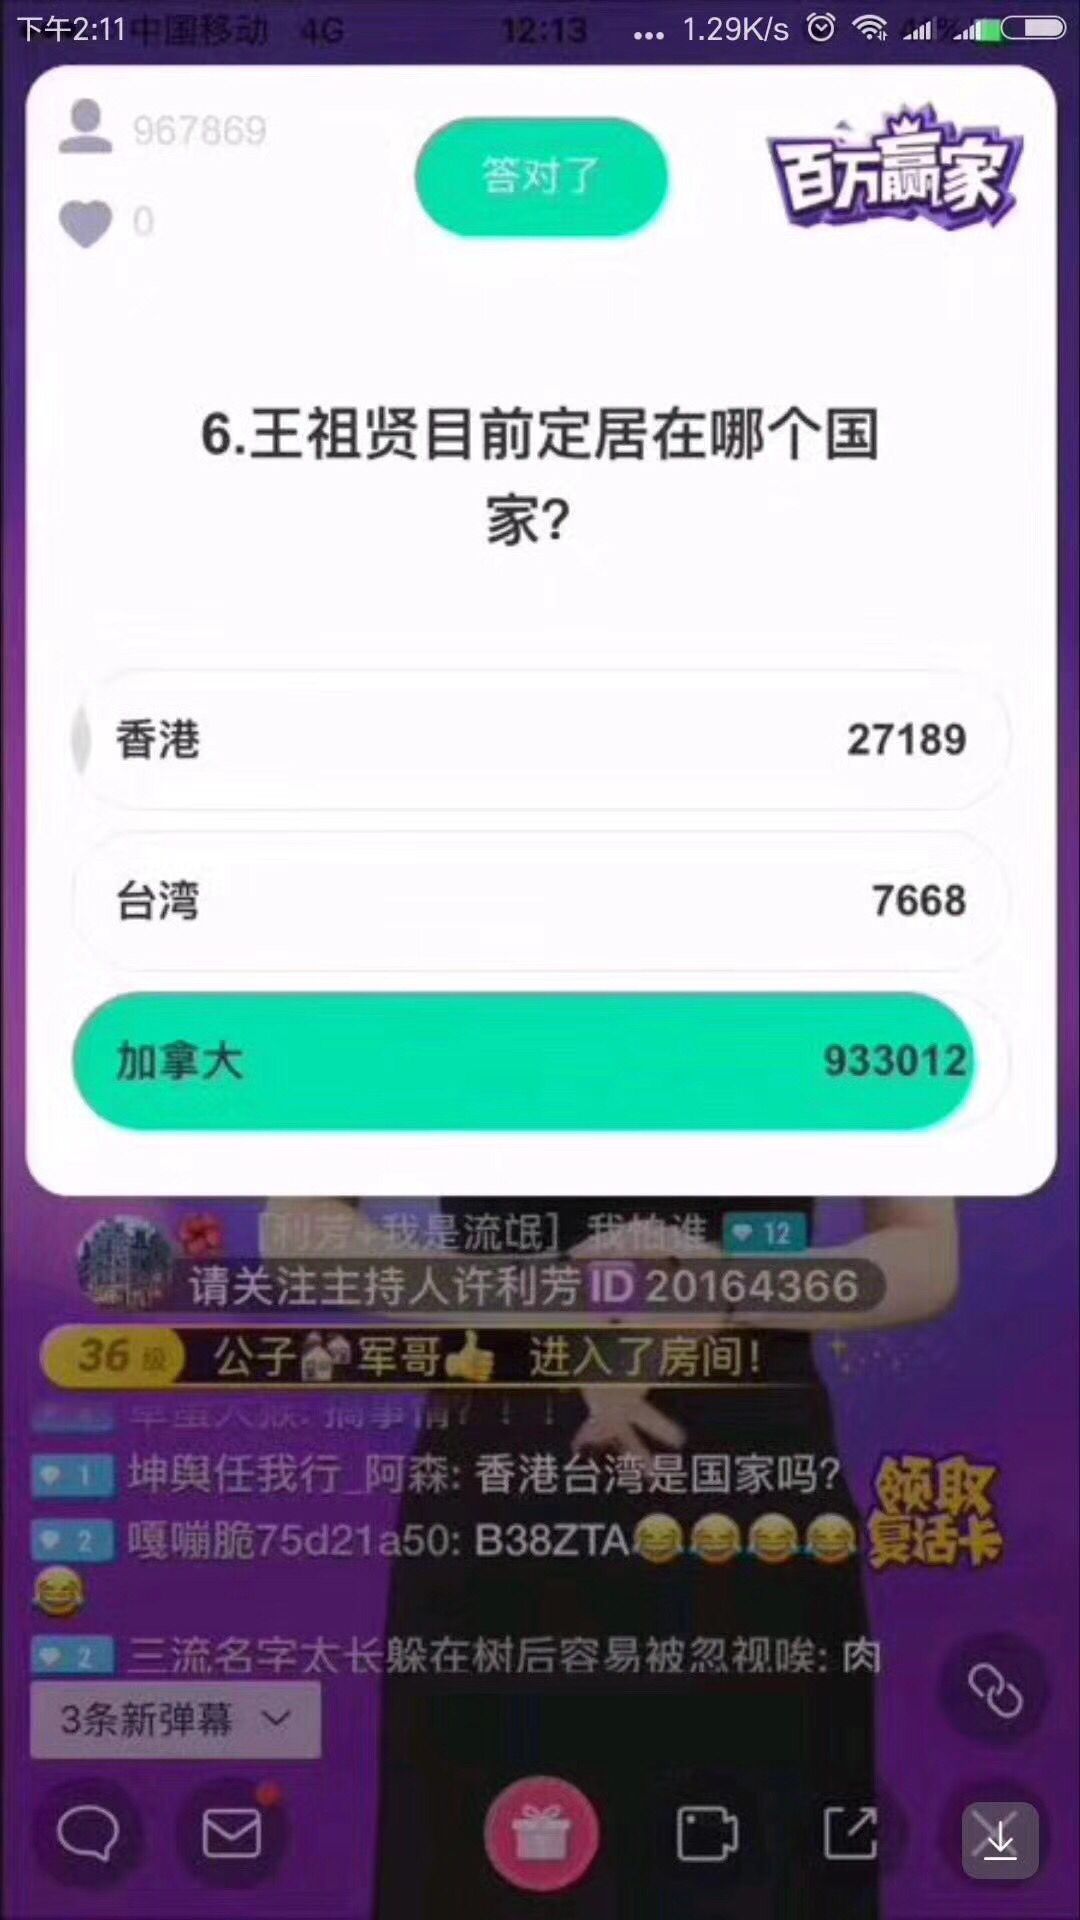 下午2:11 中国移动 4G 12:13 ... 1.29K/s
967869
答对了
百万赢家
0
6.王祖贤目前定居在哪个国
家?
香港 27189
台湾 7668
加拿大 933012
[利芳+我是流氓] 我怕谁 12
请关注主持人许利芳ID 20164366
36 级 公子 军哥👍 进入了房间!
搞事情?!!
1 坤舆任我行_阿森: 香港台湾是国家吗?
领取
复活卡
2 嘎嘣脆75d21a50: B38ZTA😂😂😂😂
😂
2 三流名字太长躲在树后容易被忽视唉: 肉
3条新弹幕